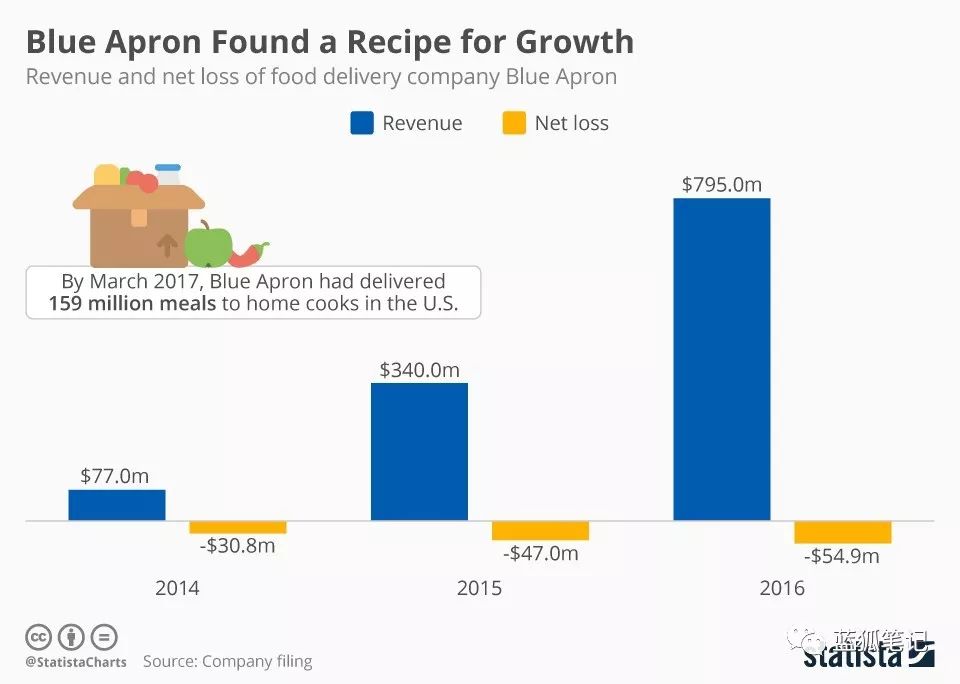 Blue Apron Found a Recipe for Growth
Revenue and net loss of food delivery company Blue Apron
Revenue
Net loss
By March 2017, Blue Apron had delivered
159 million meals to home cooks in the U.S.
$795.0m
$340.0m
$77.0m
-$30.8m
-$47.0m
-$54.9m
2014
2015
2016
cc
@StatistaCharts
Source: Company filing
蓝狐笔记
statista